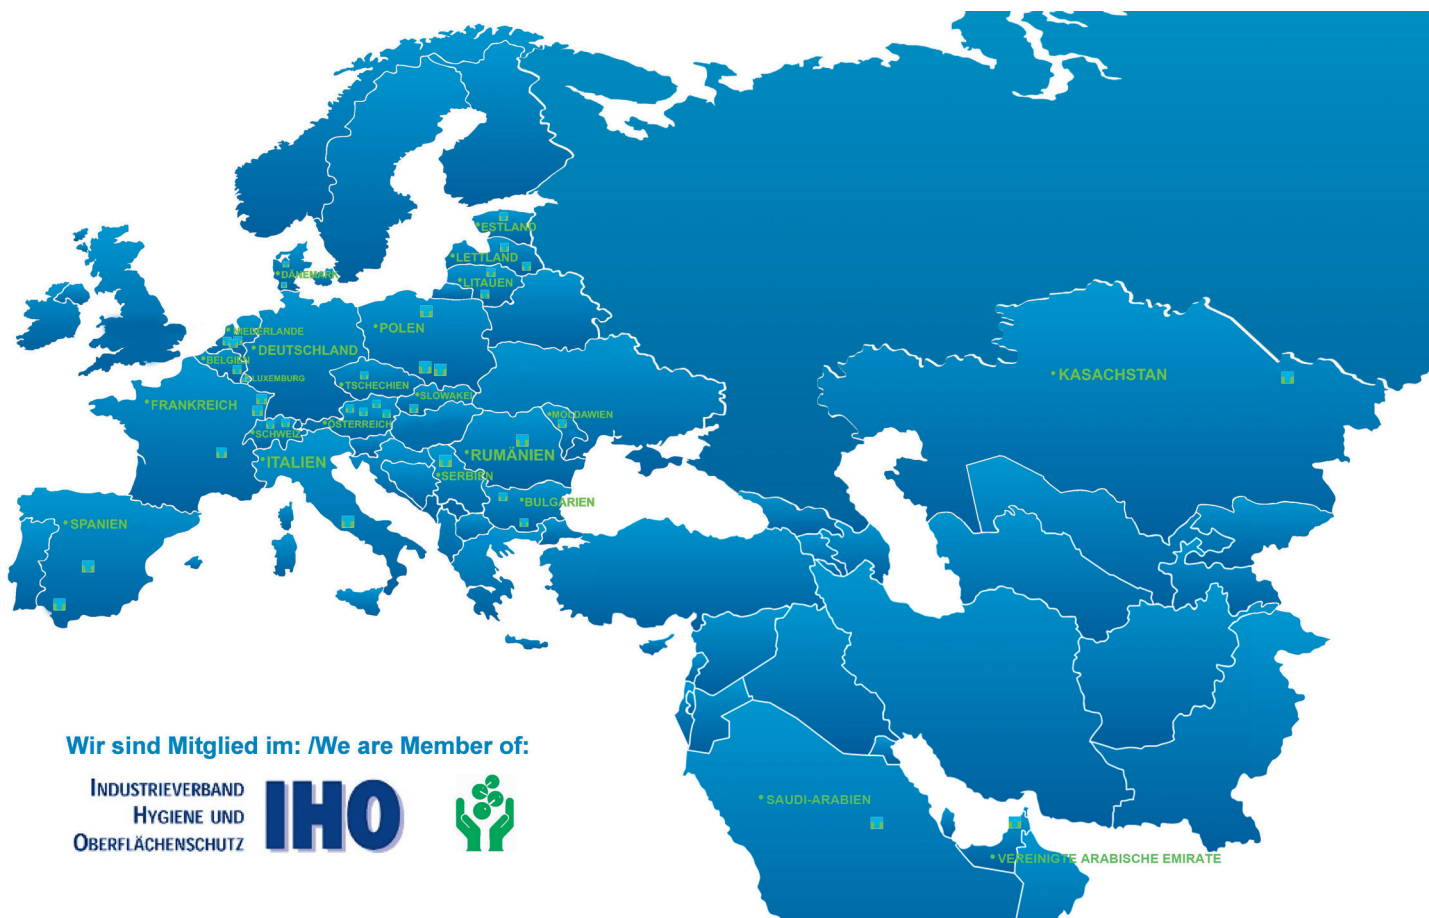 •ESTLAND
•LETTLAND
•DÄNEMARK
•LITAUEN
•NIEDERLANDE
•POLEN
•DEUTSCHLAND
•BELGIEN
•LUXEMBURG
•TSCHECHIEN
•KASACHSTAN
•SLOWAKEI
•FRANKREICH
•MOLDAWIEN
•ÖSTERREICH
•SCHWEIZ
•RUMÄNIEN
•ITALIEN
•SERBIEN
•BULGARIEN
•SPANIEN
Wir sind Mitglied im: /We are Member of:
INDUSTRIEVERBAND
HYGIENE UND
OBERFLÄCHENSCHUTZ
IHO
•SAUDI-ARABIEN
•VEREINIGTE ARABISCHE EMIRATE